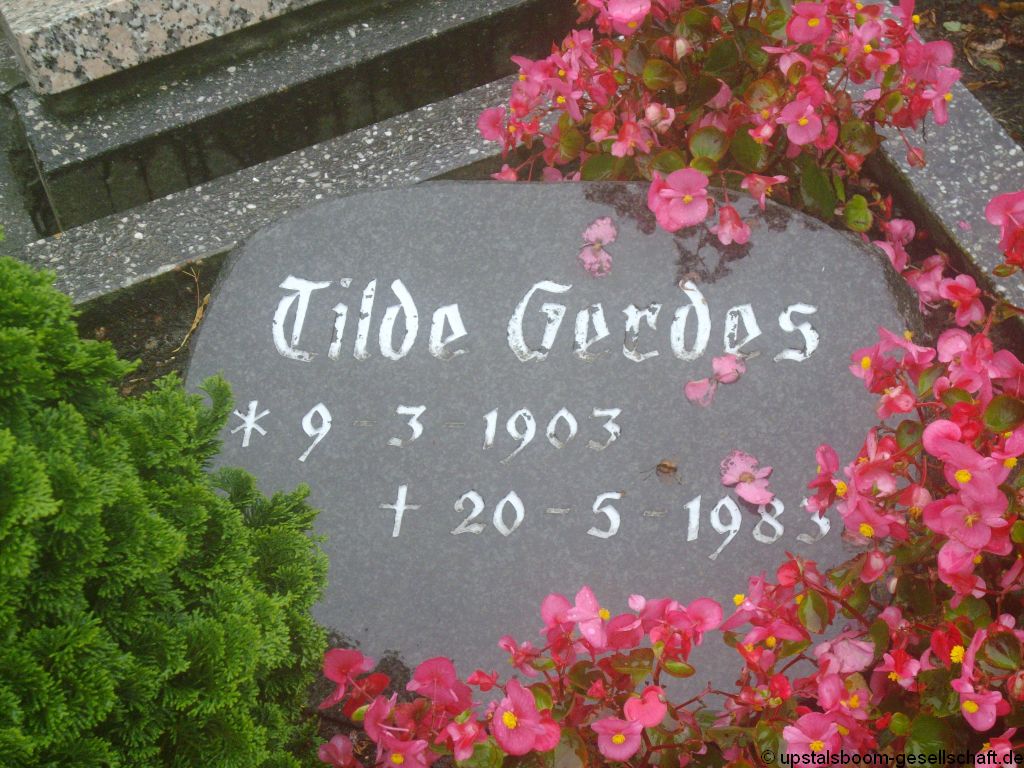 Tilde Gerdes
* 9 - 3 - 1903
† 20 - 5 - 1983
© upstalsboom-gesellschaft.de